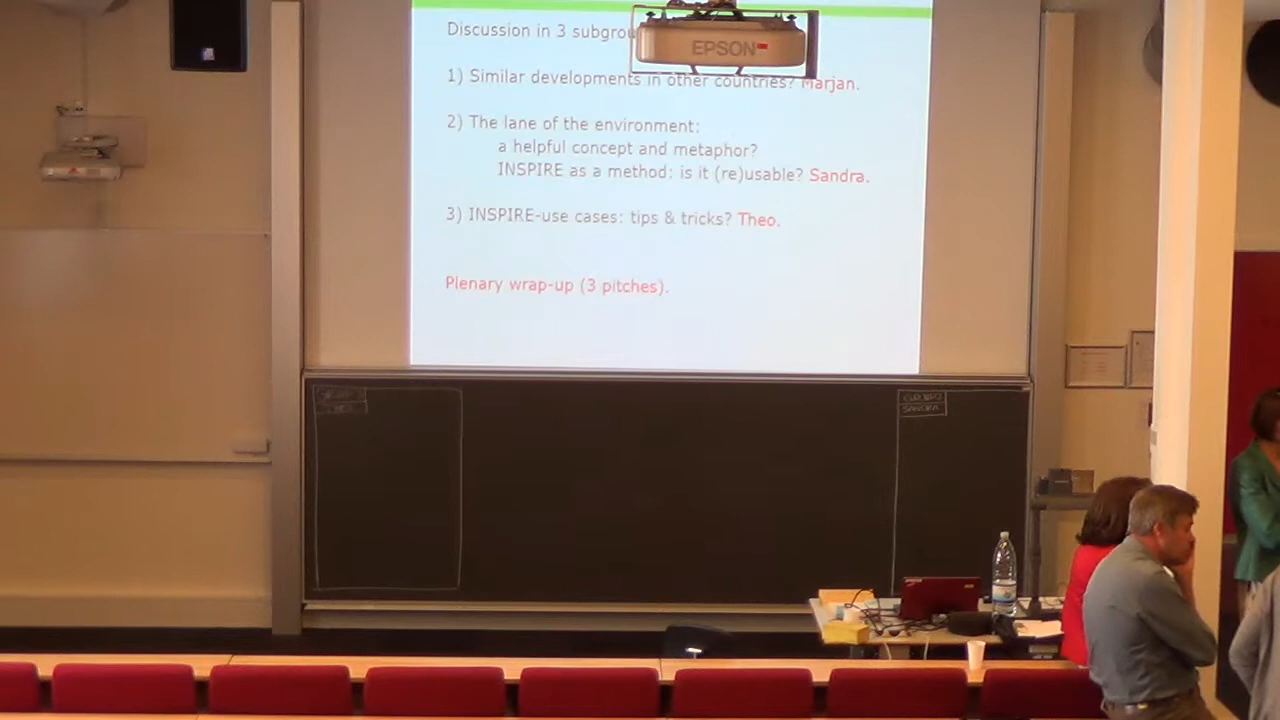 Discussion in 3 subgrou
EPSON
1) Similar developments in other countries? Marjan.
2) The lane of the environment:
a helpful concept and metaphor?
INSPIRE as a method: is it (re)usable? Sandra.
3) INSPIRE-use cases: tips & tricks? Theo.
Plenary wrap-up (3 pitches).
SANDRA